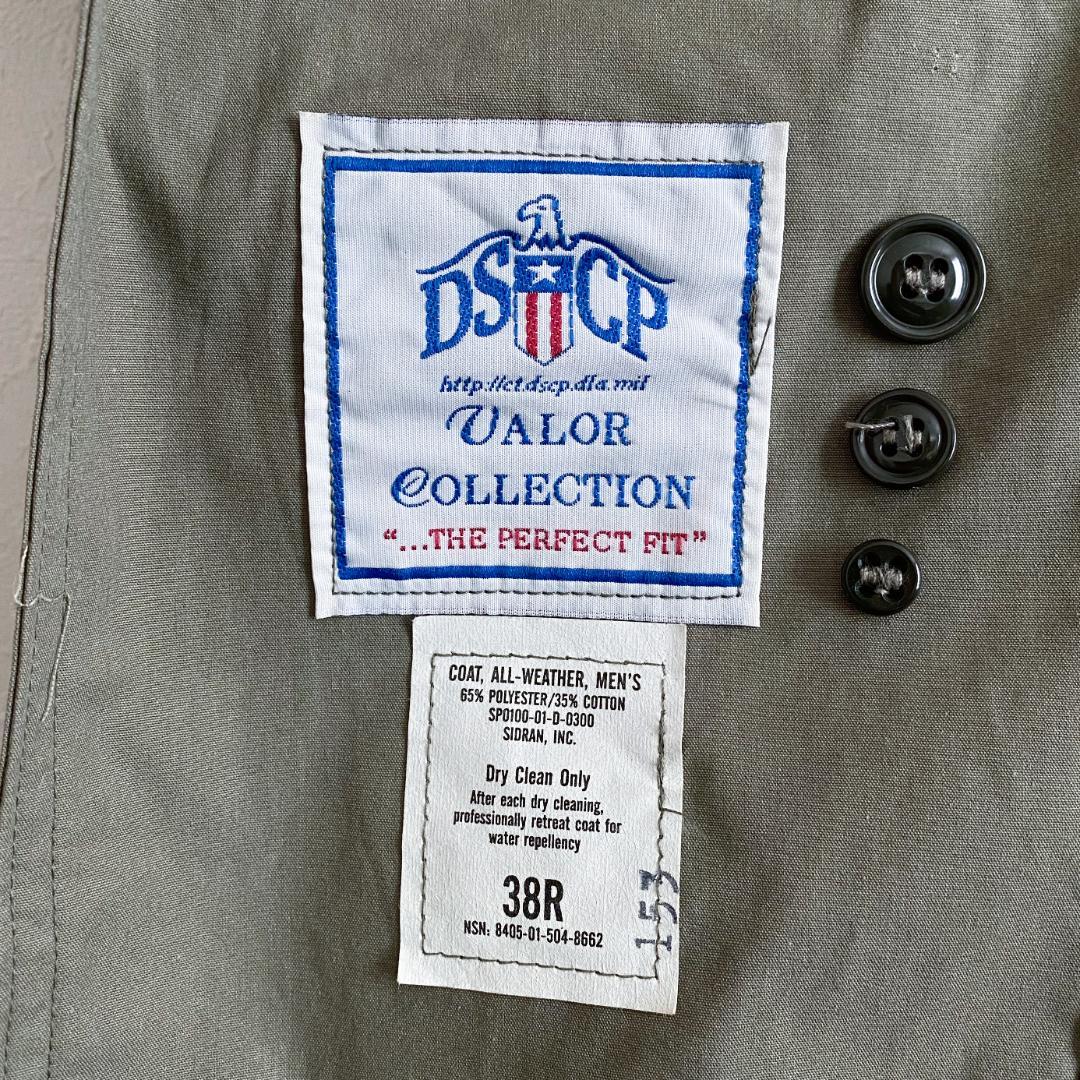 DSCP
http://ct.dscp.dla.mil
VALOR
COLLECTION
"...THE PERFECT FIT"
COAT, ALL-WEATHER, MEN'S
65% POLYESTER/35% COTTON
SP0100-01-D-0300
SIDRAN, INC.
Dry Clean Only
After each dry cleaning,
professionally retreat coat for
water repellency
38R
NSN: 8405-01-504-8662
153